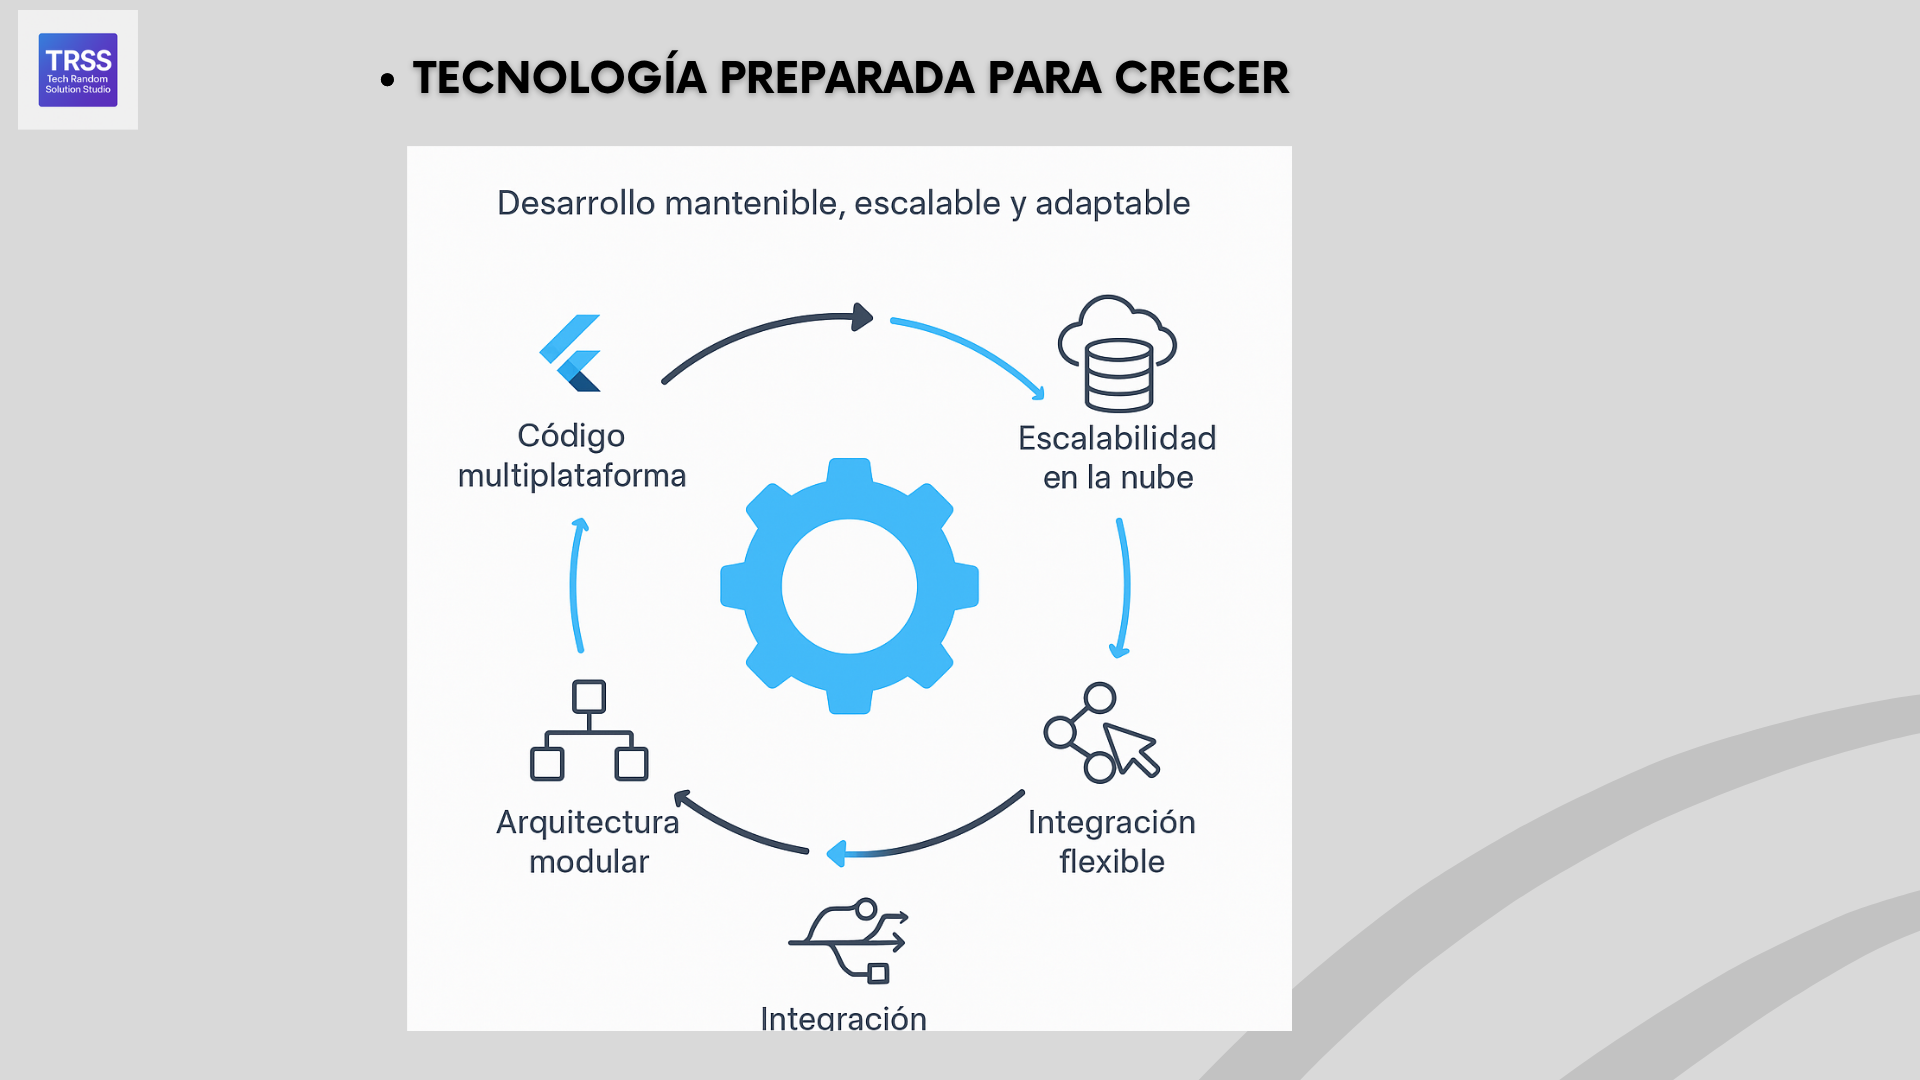 TRSS
Tech Random
Solution Studio
• TECNOLOGÍA PREPARADA PARA CRECER
Desarrollo mantenible, escalable y adaptable
Código
multiplataforma
Escalabilidad
en la nube
Arquitectura
modular
Integración
flexible
Integración